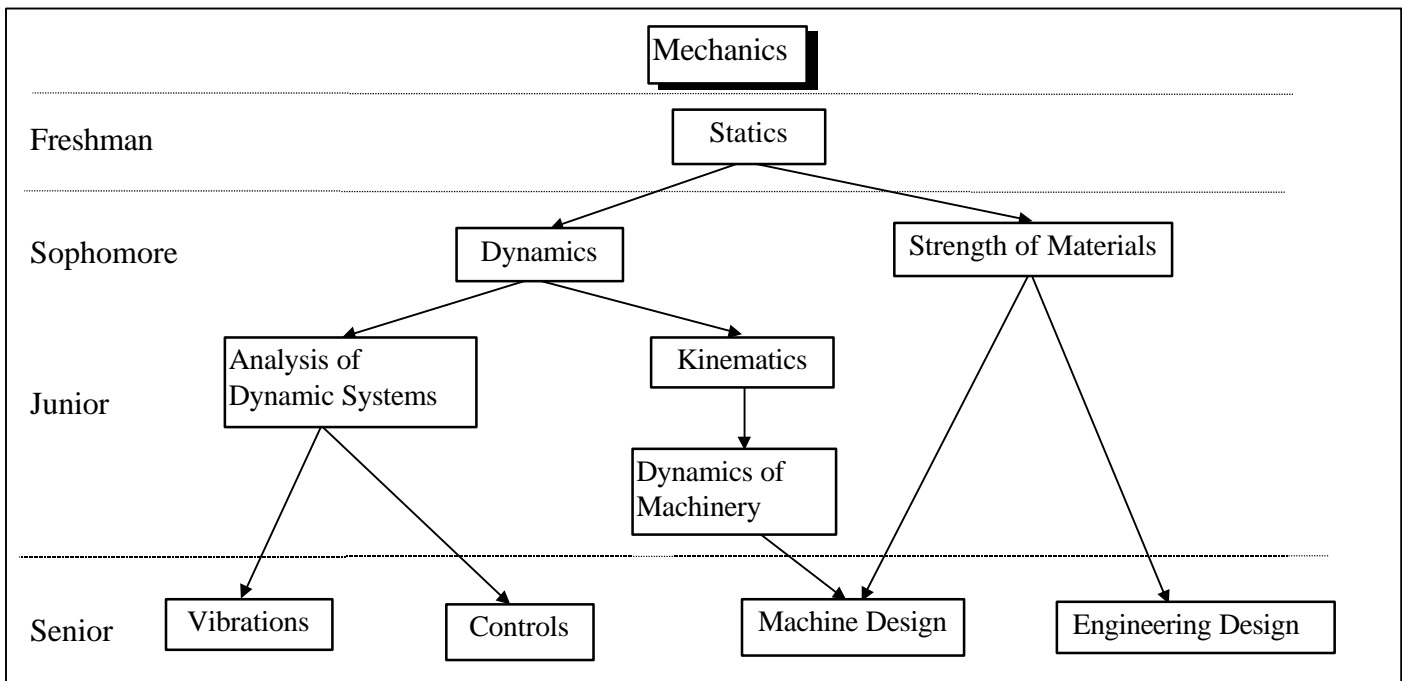 Mechanics
Freshman
Statics
Sophomore
Dynamics
Strength of Materials
Junior
Analysis of
Dynamic Systems
Kinematics
Dynamics of
Machinery
Senior
Vibrations
Controls
Machine Design
Engineering Design